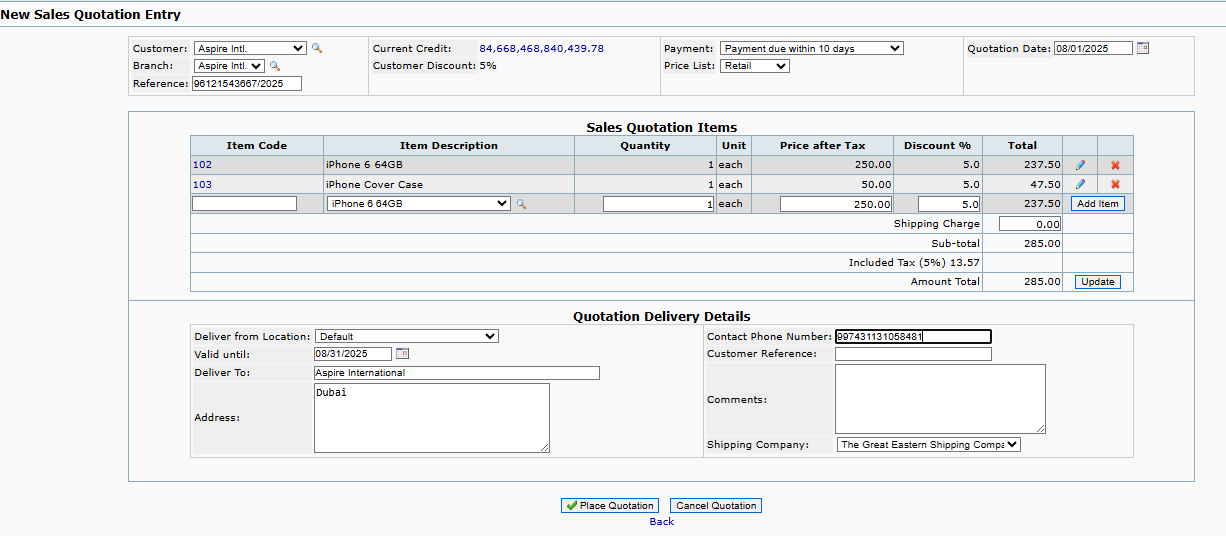 New Sales Quotation Entry
Customer: Aspire Intl. Current Credit: 84,668,468,840,439.78 Payment: Payment due within 10 days Quotation Date: 08/01/2025
Branch: Aspire Intl. Customer Discount: 5% Price List: Retail
Reference: 96121543667/2025
Sales Quotation Items
Item Code Item Description Quantity Unit Price after Tax Discount % Total
102 iPhone 6 64GB 1 each 250.00 5.0 237.50
103 iPhone Cover Case 1 each 50.00 5.0 47.50
iPhone 6 64GB 1 each 250.00 5.0 237.50 Add Item
Shipping Charge 0.00
Sub-total 285.00
Included Tax (5%) 13.57
Amount Total 285.00 Update
Quotation Delivery Details
Deliver from Location: Default Contact Phone Number: 997431131058481
Valid until: 08/31/2025 Customer Reference:
Deliver To: Aspire International
Address: Dubai Comments:
Shipping Company: The Great Eastern Shipping Compa
Place Quotation Cancel Quotation
Back